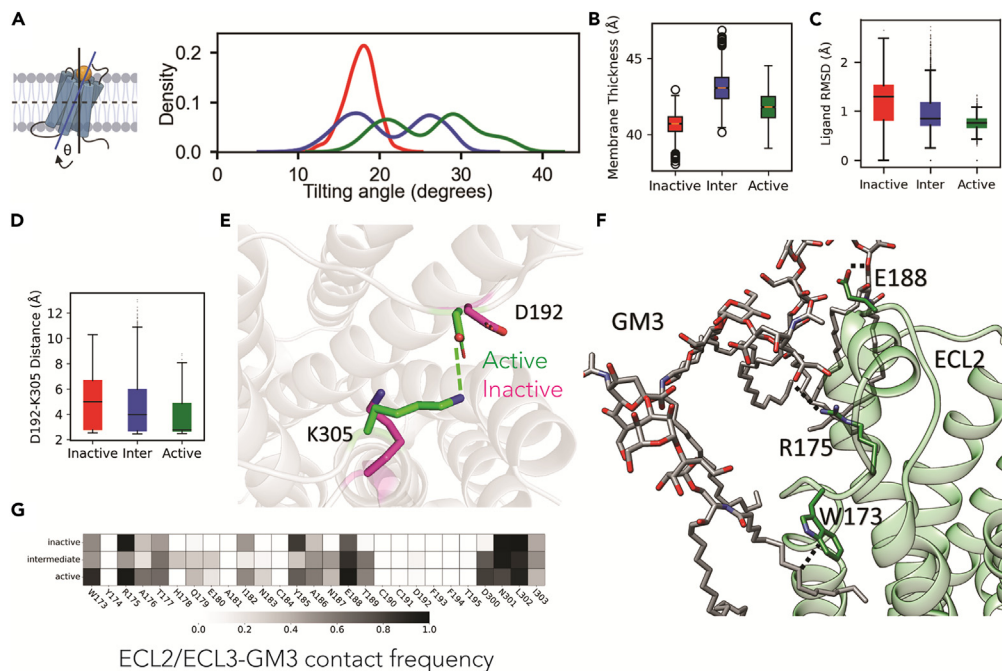 A
θ
Density
0.2
0.1
0.0
0
10
20
30
40
Tilting angle (degrees)
B
Membrane Thickness (Å)
45
40
Inactive Inter Active
C
Ligand RMSD (Å)
2
1
0
Inactive Inter Active
D
D192-K305 Distance (Å)
12
10
8
6
4
2
Inactive Inter Active
E
D192
Active
Inactive
K305
F
GM3
E188
ECL2
R175
W173
G
inactive
intermediate
active
W173 Y174 R175 A176 T177 H178 Q179 E180 A181 I182 N183 C184 Y185 A186 N187 E188 T189 C190 C191 D192 F193 F194 T195 D300 N301 L302 I303
0.0 0.2 0.4 0.6 0.8 1.0
ECL2/ECL3-GM3 contact frequency